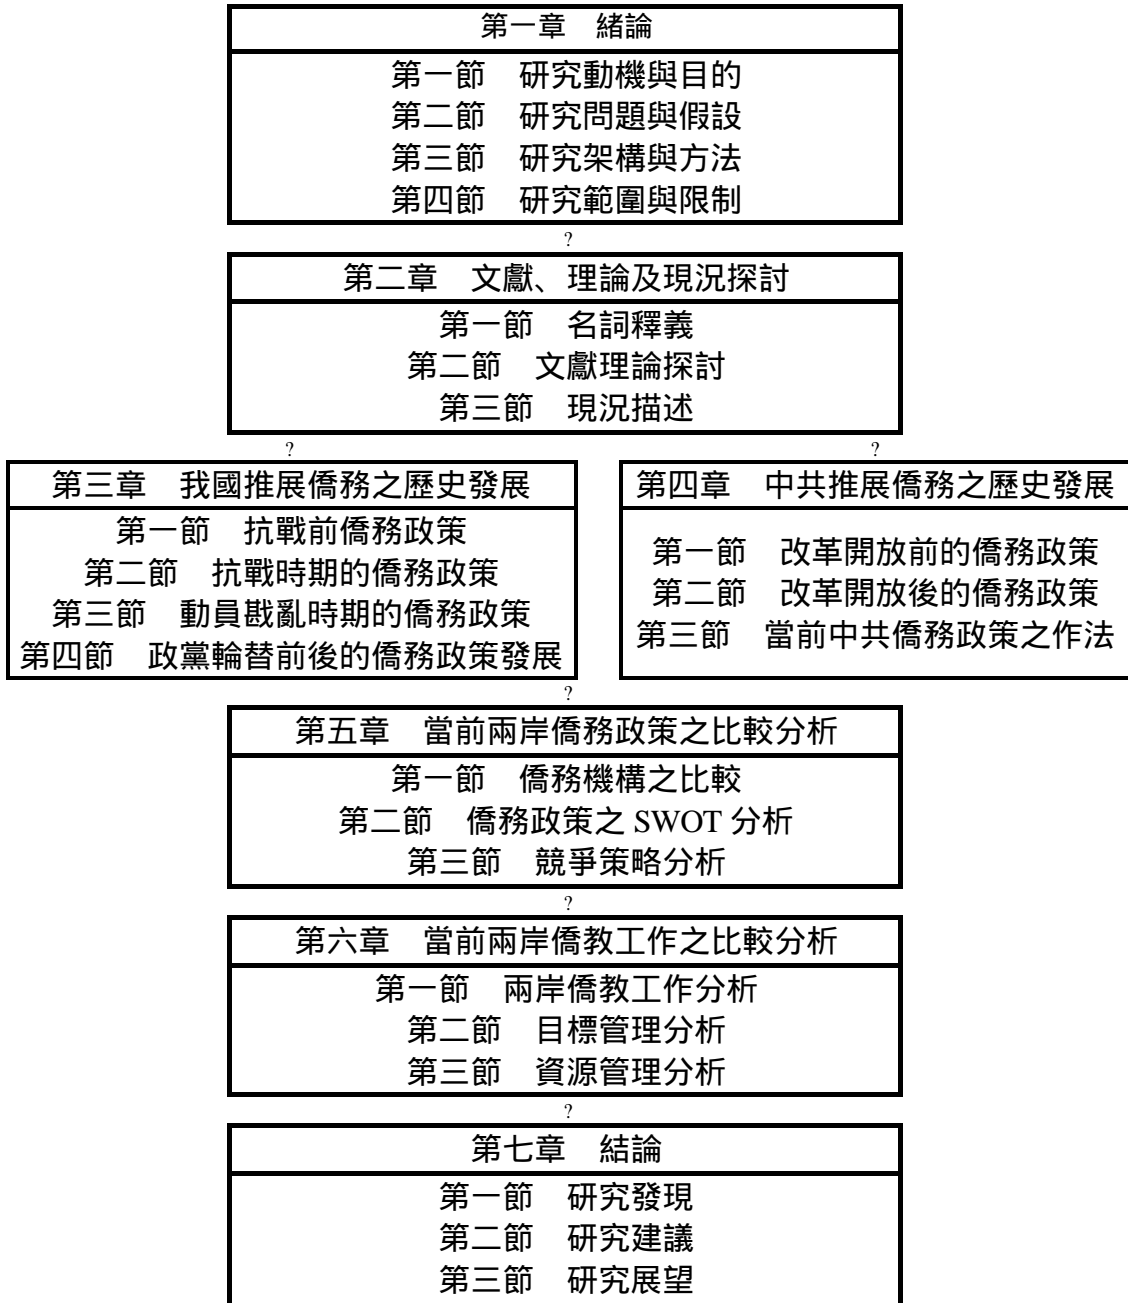 第一章　緒論
第一節　研究動機與目的
第二節　研究問題與假設
第三節　研究架構與方法
第四節　研究範圍與限制
?
第二章　文獻、理論及現況探討
第一節　名詞釋義
第二節　文獻理論探討
第三節　現況描述
?
?
第三章　我國推展僑務之歷史發展
第一節　抗戰前僑務政策
第二節　抗戰時期的僑務政策
第三節　動員戡亂時期的僑務政策
第四節　政黨輪替前後的僑務政策發展
第四章　中共推展僑務之歷史發展
第一節　改革開放前的僑務政策
第二節　改革開放後的僑務政策
第三節　當前中共僑務政策之作法
?
第五章　當前兩岸僑務政策之比較分析
第一節　僑務機構之比較
第二節　僑務政策之 SWOT 分析
第三節　競爭策略分析
?
第六章　當前兩岸僑教工作之比較分析
第一節　兩岸僑教工作分析
第二節　目標管理分析
第三節　資源管理分析
?
第七章　結論
第一節　研究發現
第二節　研究建議
第三節　研究展望